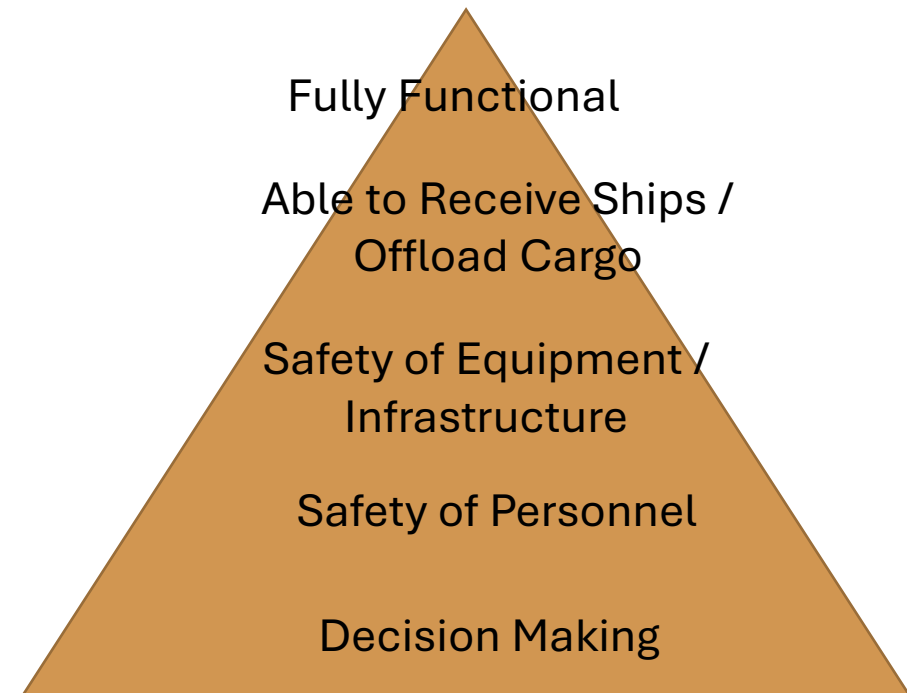 Fully Functional
Able to Receive Ships /
Offload Cargo
Safety of Equipment /
Infrastructure
Safety of Personnel
Decision Making